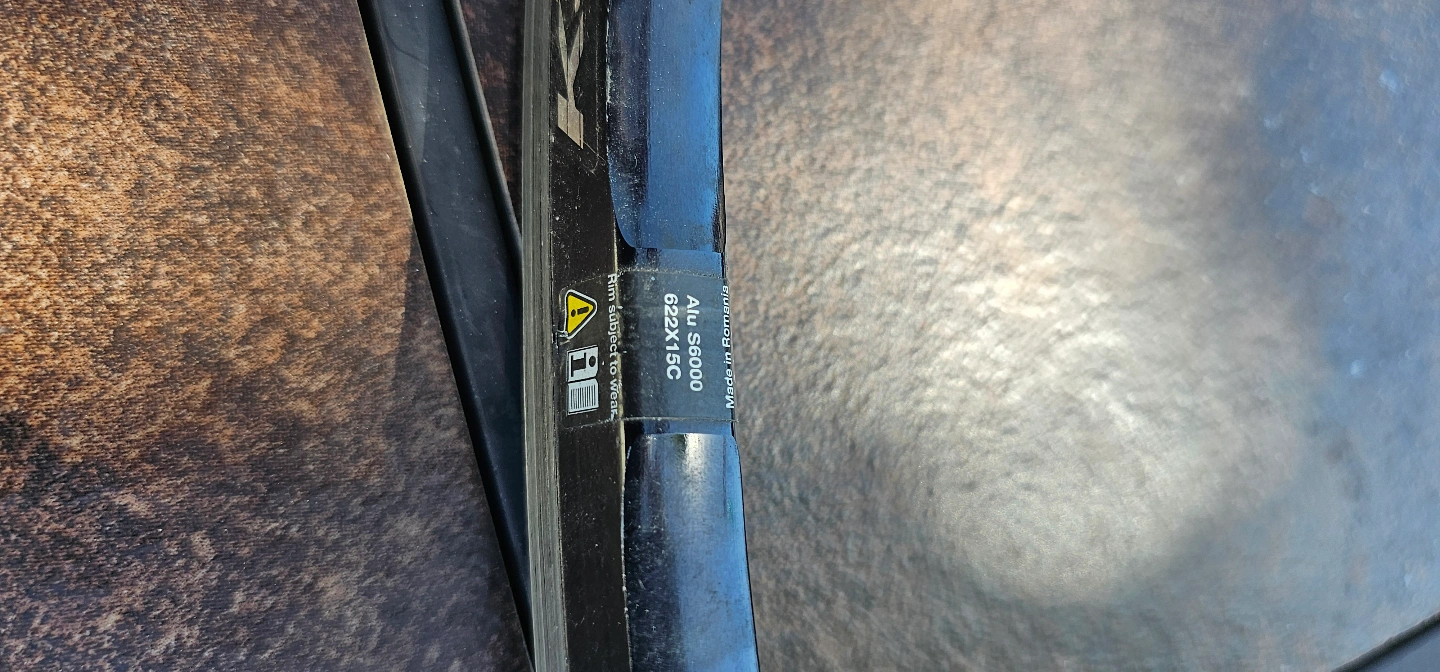 Made in Romania
Alu S6000
622X15C
Rim subject to wear